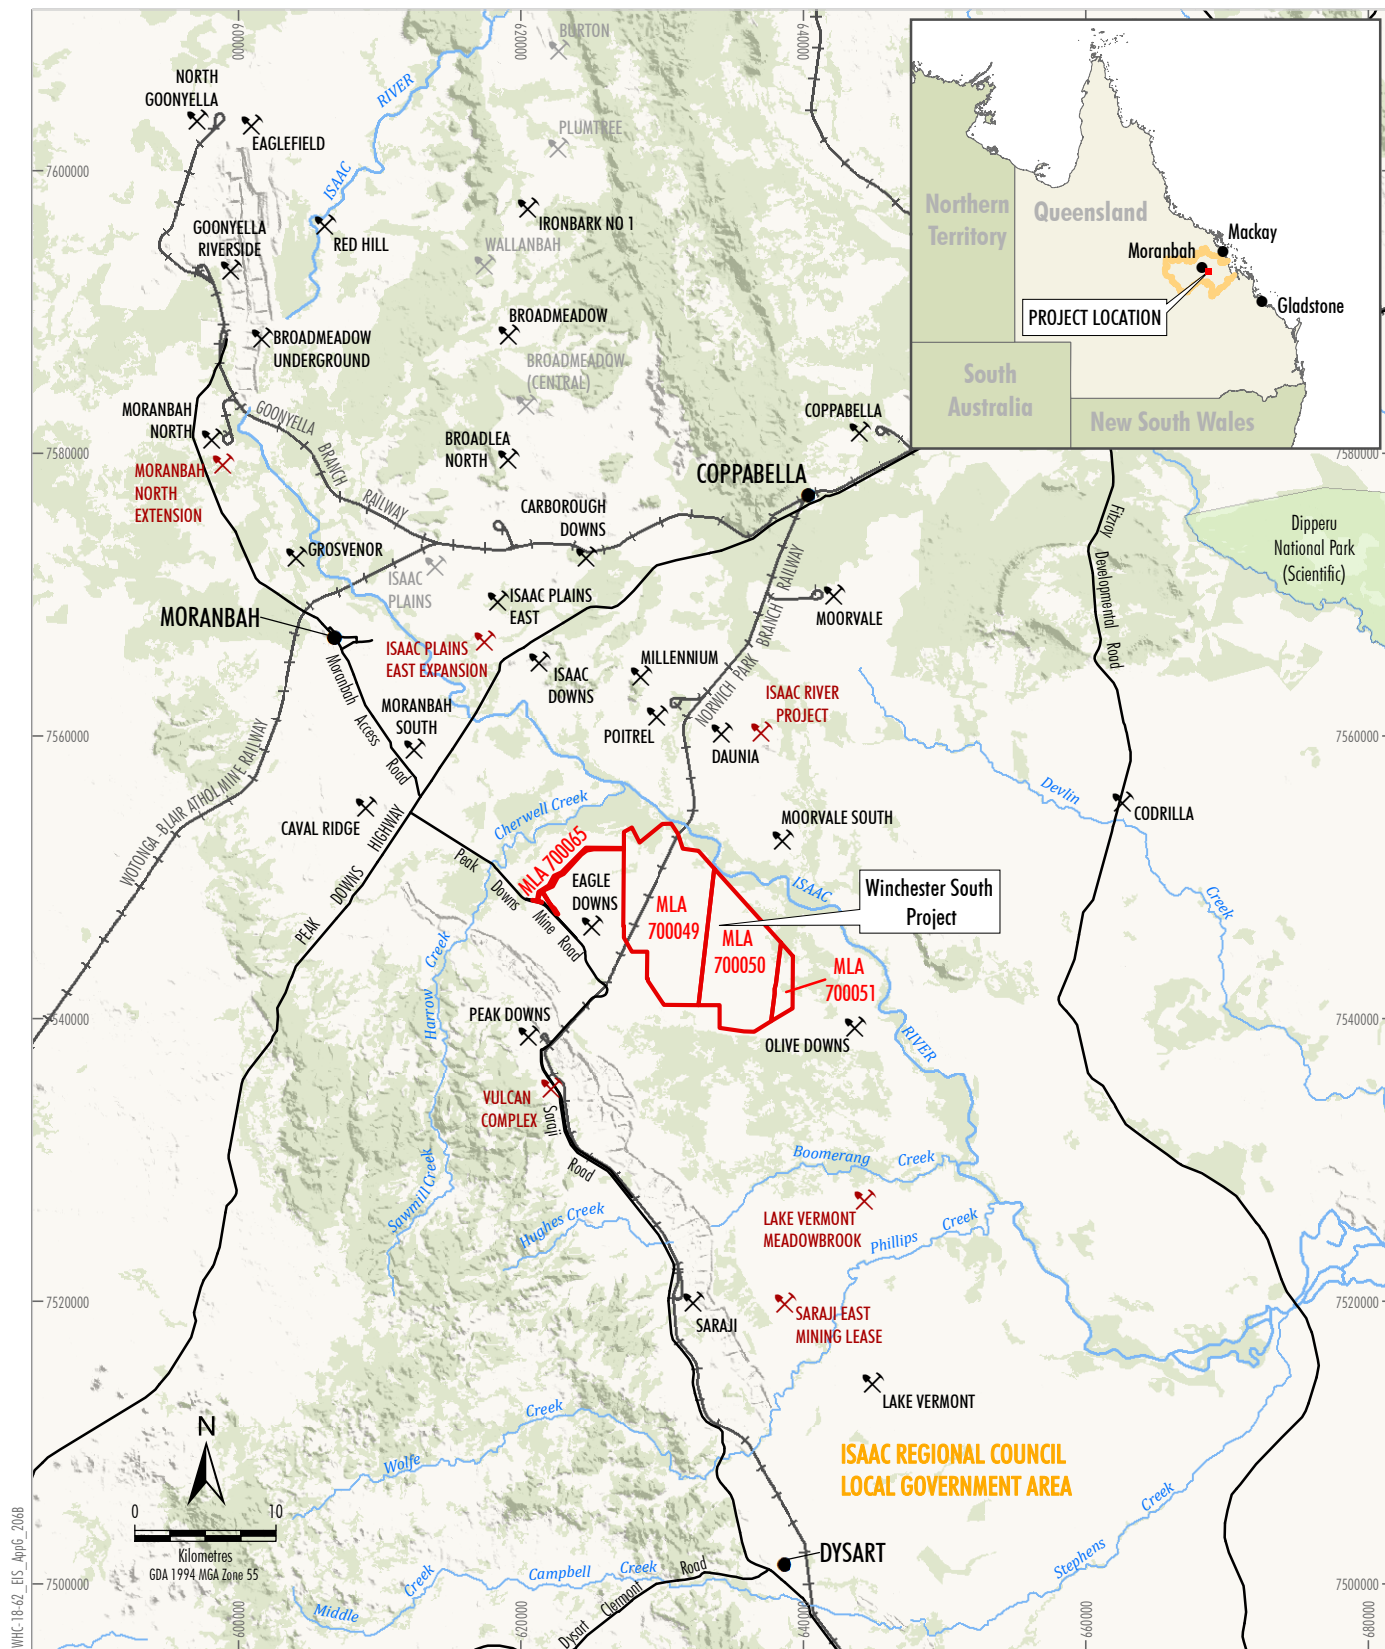 600000
620000
640000
BURTON
NORTH
GOONYELLA
EAGLEFIELD
ISAAC
RIVER
PLUMTREE
7600000
IRONBARK NO 1
GOONYELLA
RIVERSIDE
RED HILL
WALLANBAH
BROADMEADOW
BROADMEADOW
UNDERGROUND
BROADMEADOW
(CENTRAL)
Northern
Territory
Queensland
Mackay
Moranbah
Gladstone
PROJECT LOCATION
South
Australia
New South Wales
MORANBAH
NORTH
GOONYELLA
BRANCH
RAILWAY
COPPABELLA
BROADLEA
NORTH
7580000
7580000
MORANBAH
NORTH
EXTENSION
COPPABELLA
CARBOROUGH
DOWNS
Fitzroy
Developmental Road
Dipperu
National Park
(Scientific)
GROSVENOR
ISAAC
PLAINS
ISAAC PLAINS
EAST
NORWICH PARK
BRANCH
RAILWAY
MOORVALE
MORANBAH
ISAAC PLAINS
EAST EXPANSION
ISAAC
DOWNS
MILLENNIUM
Moranbah
Access
Road
MORANBAH
SOUTH
POITREL
ISAAC RIVER
PROJECT
DAUNIA
7560000
7560000
WOTONGA-BLAIR ATHOL MINE RAILWAY
CAVAL RIDGE
Cherwell Creek
Devlin
Creek
CODRILLA
MOORVALE SOUTH
PEAK
DOWNS
HIGHWAY
Peak
Downs
Mine
Road
MLA 700065
EAGLE
DOWNS
MLA
700049
MLA
700050
MLA
700051
Winchester South
Project
ISAAC
RIVER
Harrow
Creek
PEAK DOWNS
OLIVE DOWNS
7540000
7540000
VULCAN
COMPLEX
Saraji
Road
Sawmill Creek
Hughes Creek
Boomerang
Creek
LAKE VERMONT
MEADOWBROOK
Phillips
Creek
7520000
7520000
SARAJI
SARAJI EAST
MINING LEASE
LAKE VERMONT
Wolfe
Creek
ISAAC REGIONAL COUNCIL
LOCAL GOVERNMENT AREA
N
0
10
Kilometres
GDA 1994 MGA Zone 55
WHC-18-62_EIS_AppG_206B
DYSART
Stephens
Creek
Middle
Creek
Campbell
Creek
Dysart
Clermont
Road
7500000
7500000
600000
620000
640000
660000
680000